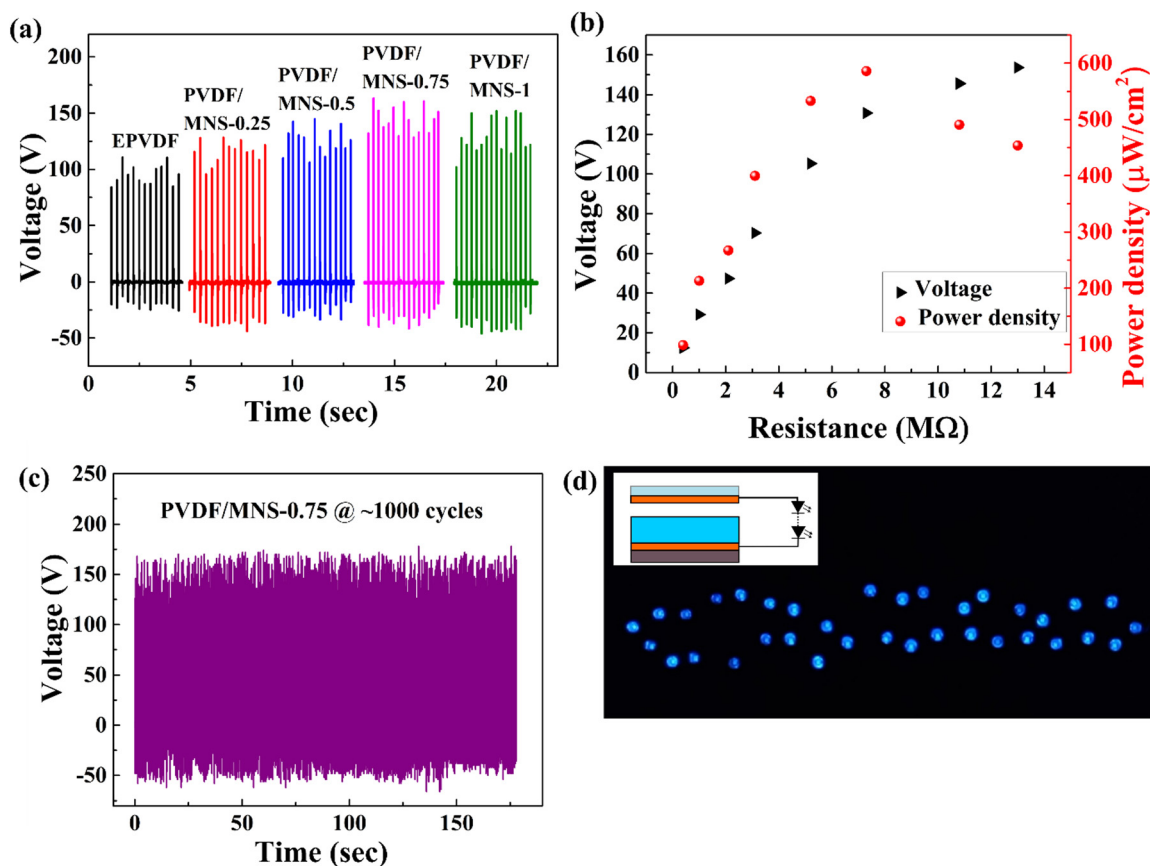 (a)
200
150
100
50
0
-50
Voltage (V)
EPVDF
PVDF/
MNS-0.25
PVDF/
MNS-0.5
PVDF/
MNS-0.75
PVDF/
MNS-1
0 5 10 15 20
Time (sec)
(b)
160
140
120
100
80
60
40
20
0
Voltage (V)
600
500
400
300
200
100
Power density (μW/cm²)
Voltage
Power density
0 2 4 6 8 10 12 14
Resistance (MΩ)
(c)
250
200
150
100
50
0
-50
Voltage (V)
PVDF/MNS-0.75 @ ~1000 cycles
0 50 100 150
Time (sec)
(d)